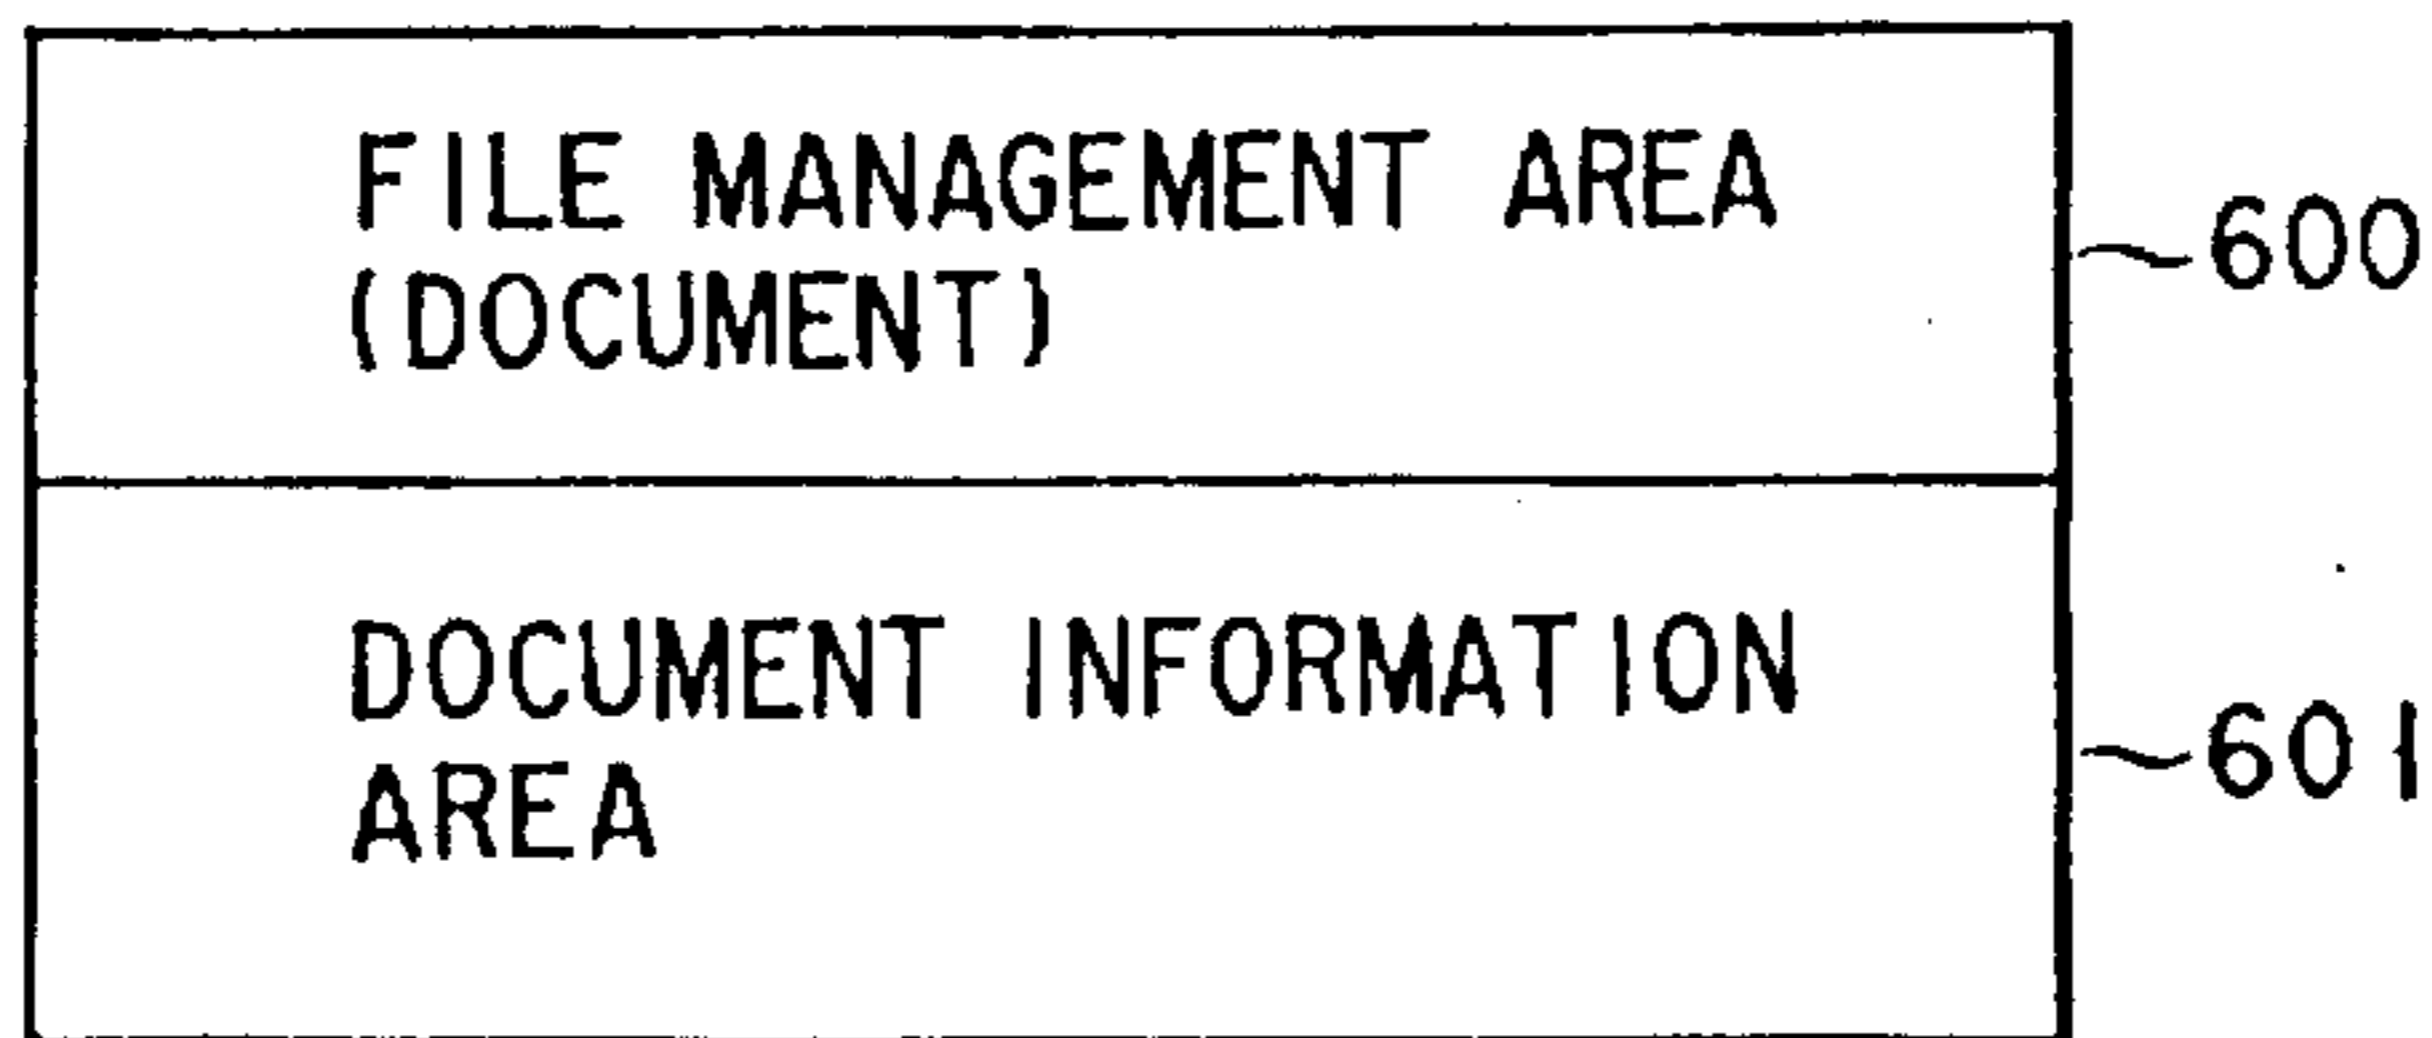 FILE MANAGEMENT AREA
(DOCUMENT)
~600
DOCUMENT INFORMATION
AREA
~601